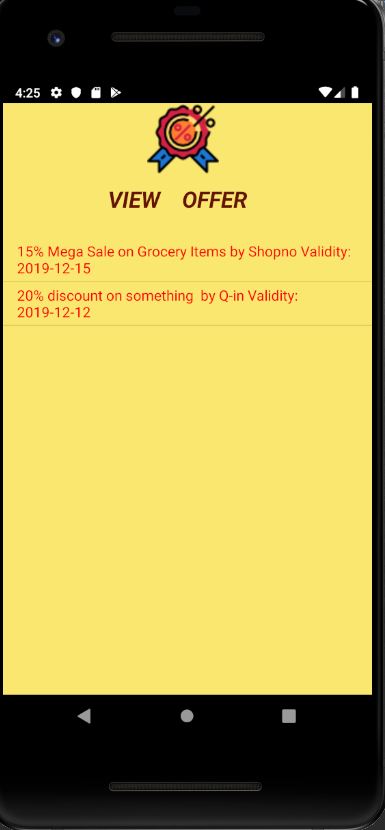 4:25
VIEW OFFER
15% Mega Sale on Grocery Items by Shopno Validity:
2019-12-15
20% discount on something  by Q-in Validity:
2019-12-12